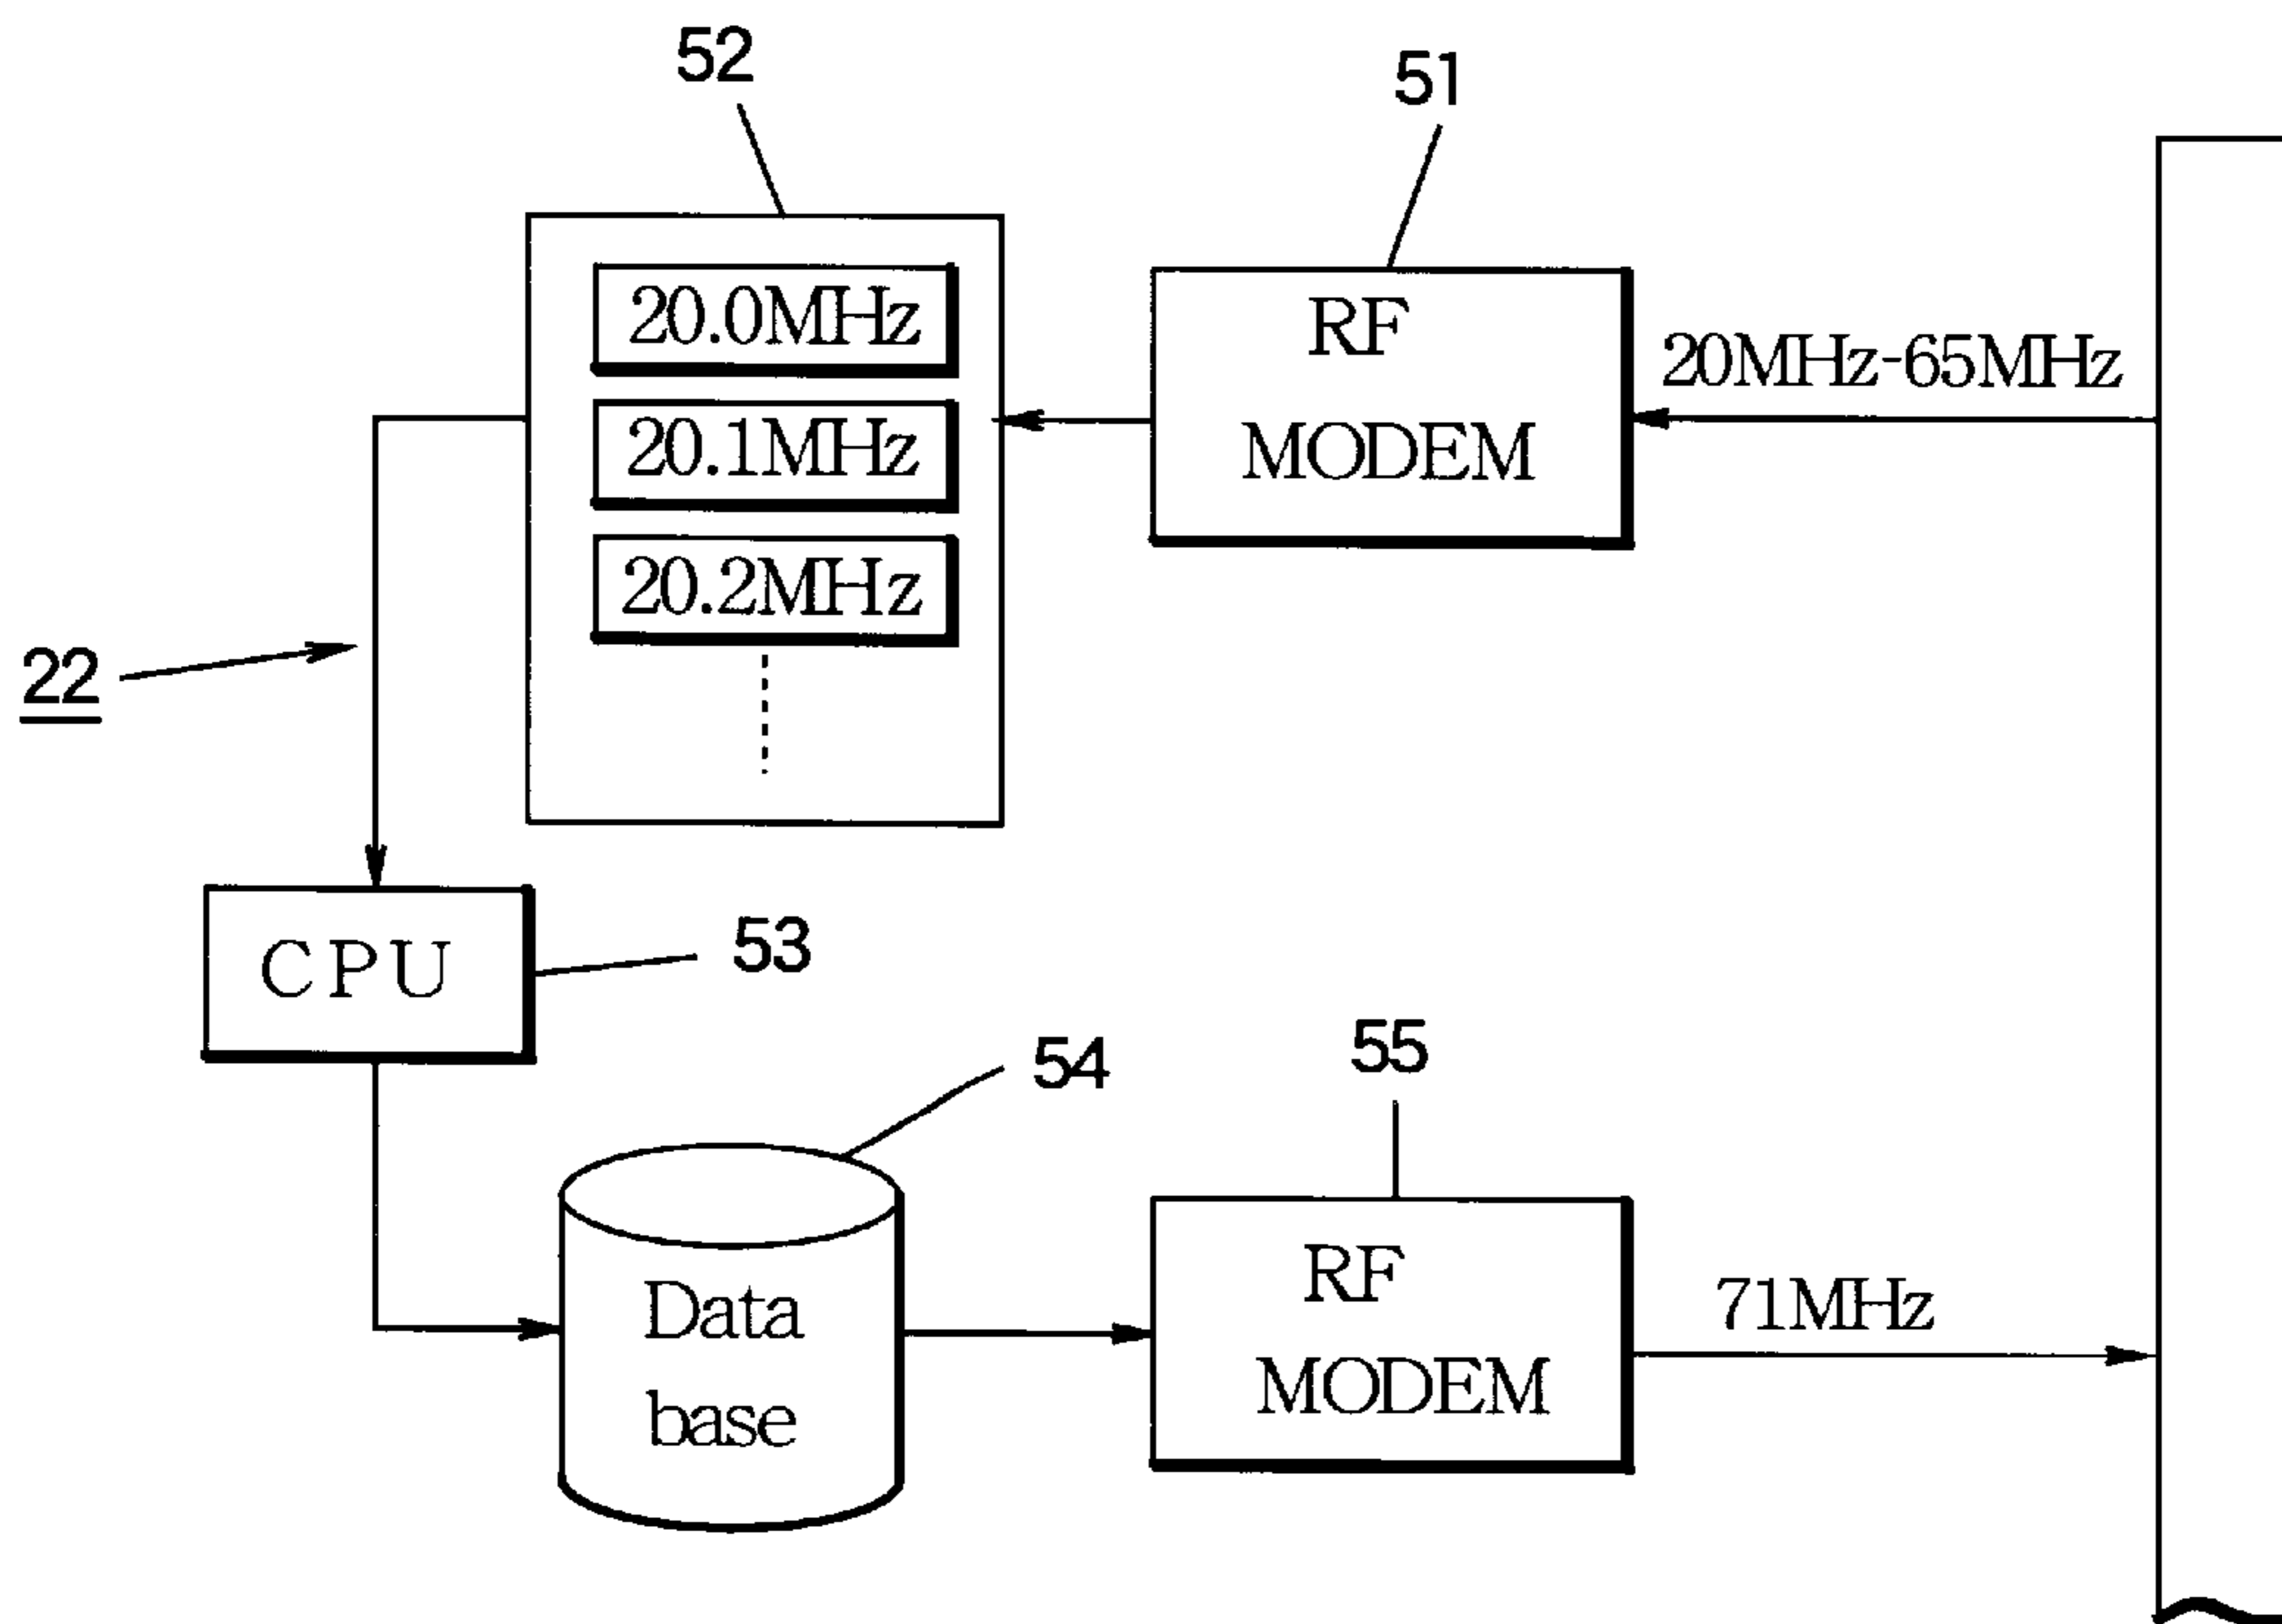 52
51
20.0MHz
20.1MHz
20.2MHz
RF
MODEM
20MHz-65MHz
22
CPU
53
54
55
Data
base
RF
MODEM
71MHz